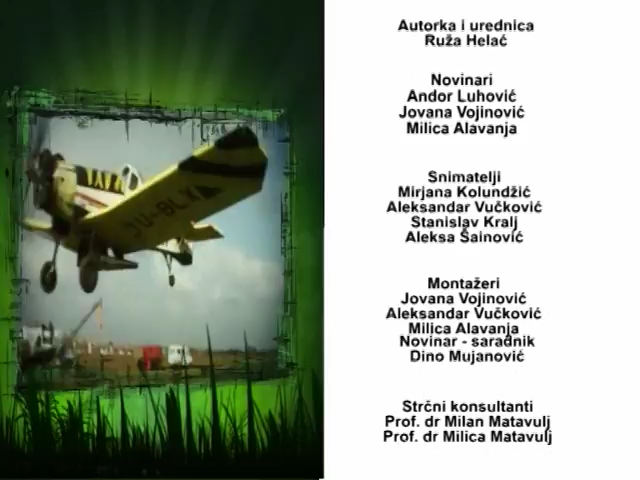 YU-BLX
Autorka i urednica
Ruža Helać
Novinari
Andor Luhović
Jovana Vojinović
Milica Alavanja
Snimatelji
Mirjana Kolundžić
Aleksandar Vučković
Stanislav Kralj
Aleksa Šainović
Montažeri
Jovana Vojinović
Aleksandar Vučković
Milica Alavanja
Novinar - saradnik
Dino Mujanović
Strčni konsultanti
Prof. dr Milan Matavulj
Prof. dr Milica Matavulj